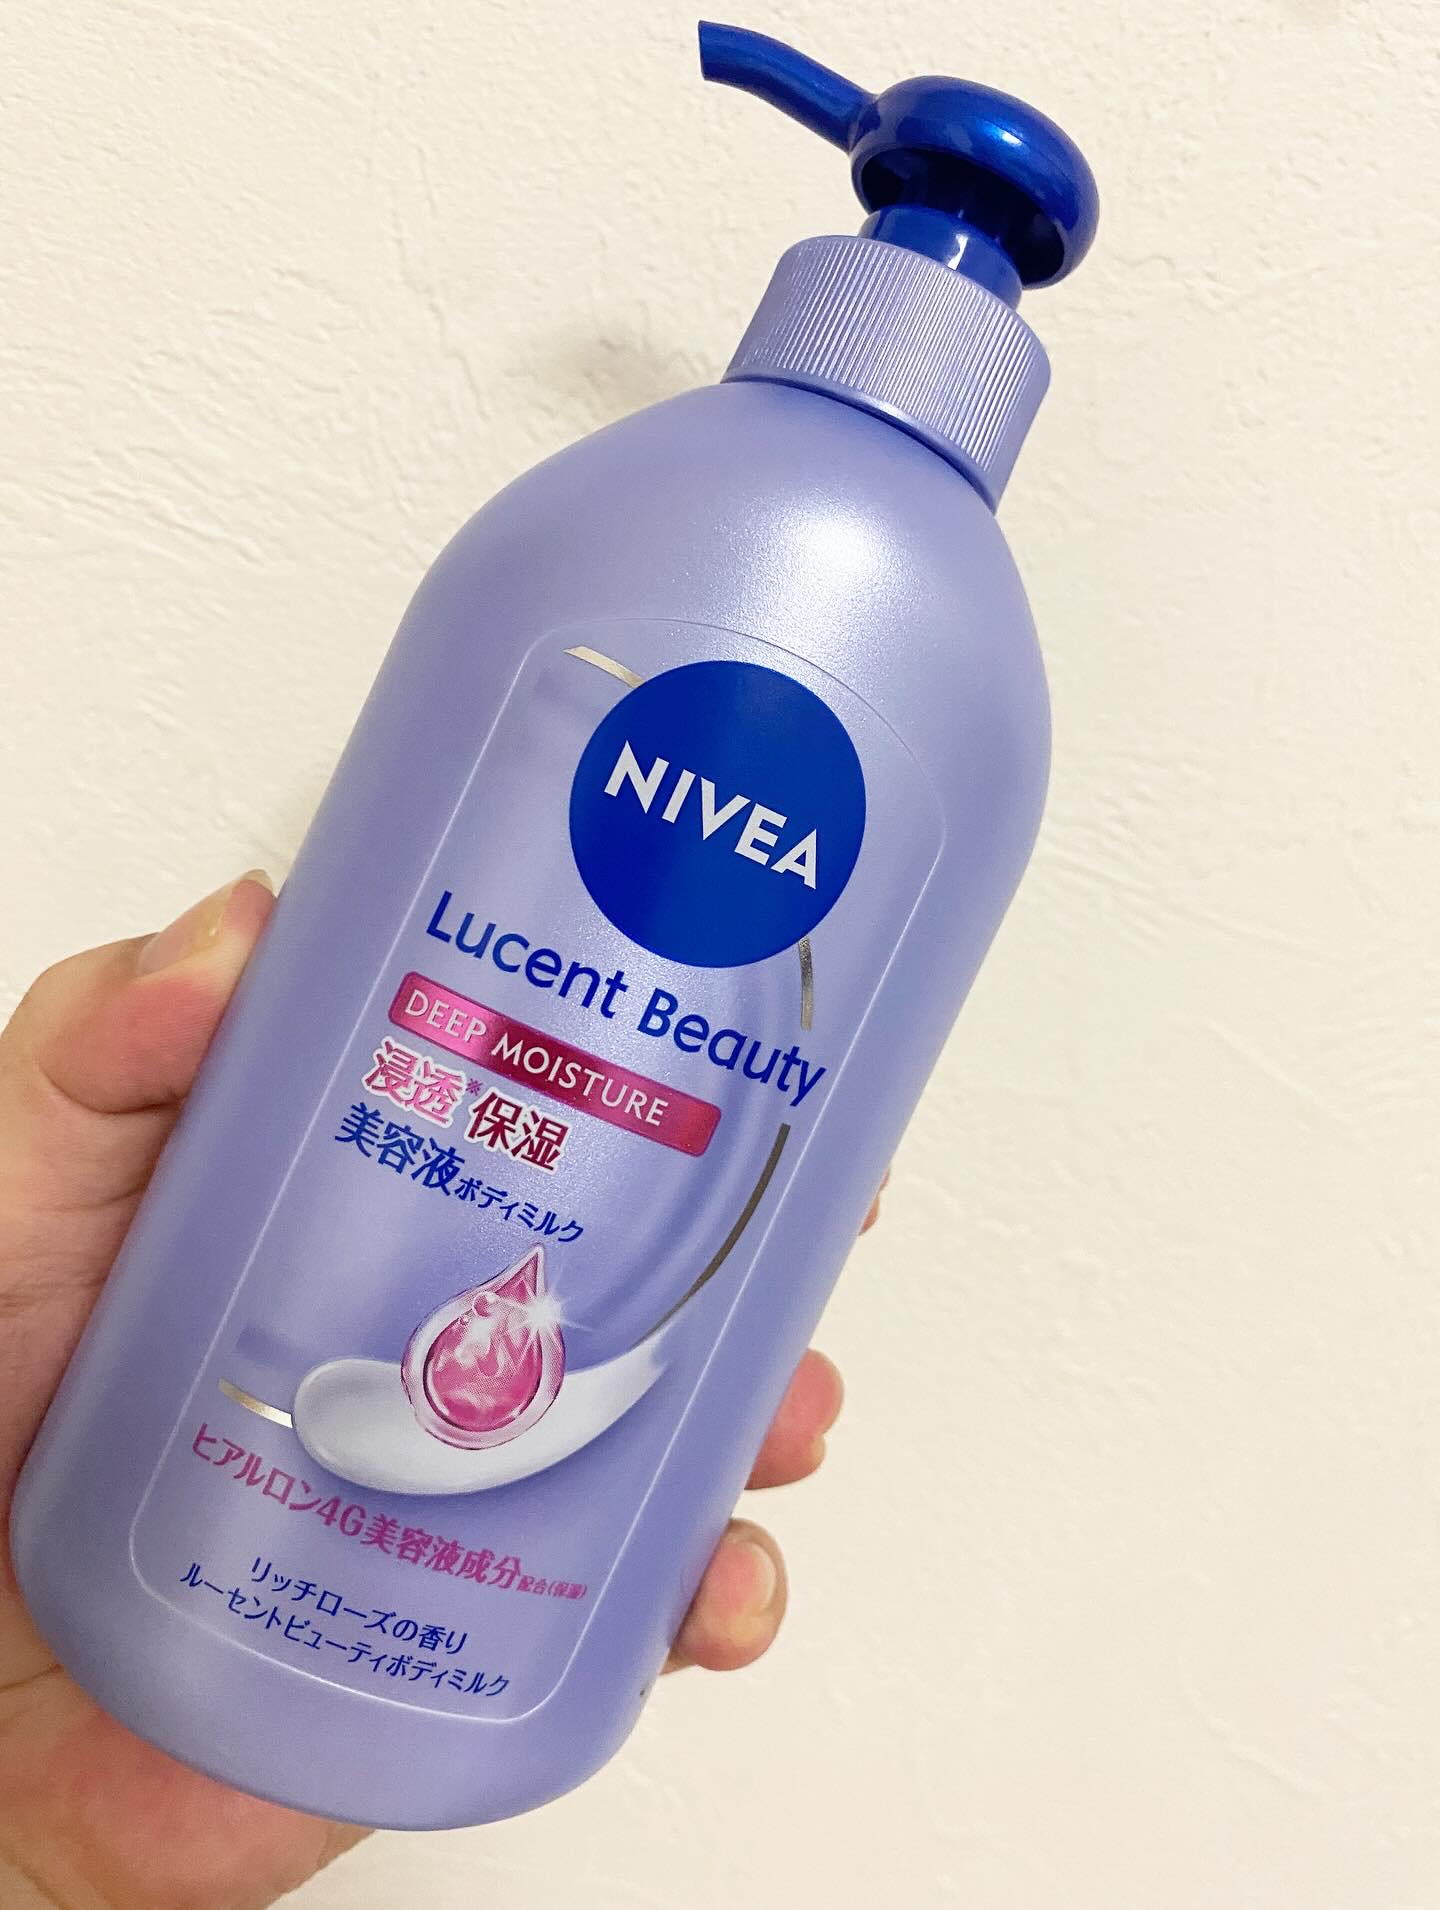 NIVEA
Lucent Beauty
DEEP MOISTURE
浸透※保湿
美容液ボディミルク
ヒアルロン4G美容液成分配合(保湿)
リッチローズの香り
ルーセントビューティボディミルク